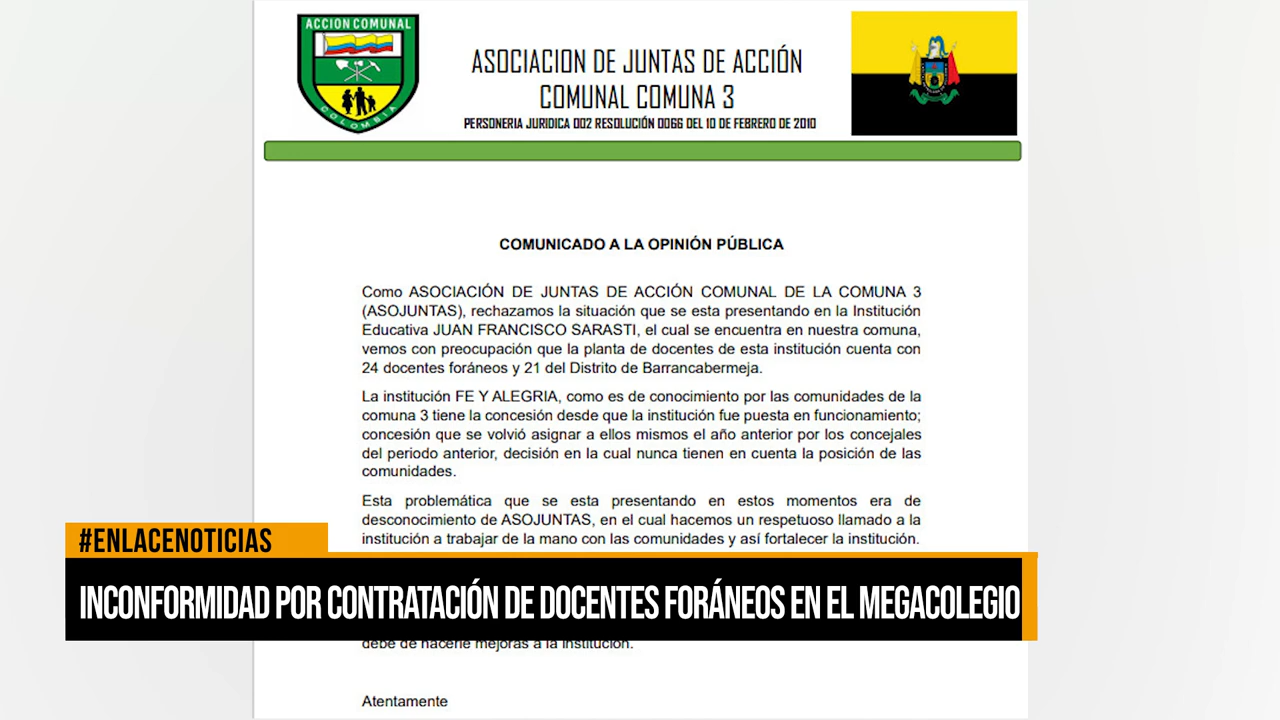 ACCION COMUNAL
COLOMBIA
ASOCIACION DE JUNTAS DE ACCIÓN
COMUNAL COMUNA 3
PERSONERIA JURIDICA 002 RESOLUCIÓN 0066 DEL 10 DE FEBRERO DE 2010
COMUNICADO A LA OPINIÓN PÚBLICA
Como ASOCIACIÓN DE JUNTAS DE ACCIÓN COMUNAL DE LA COMUNA 3
(ASOJUNTAS), rechazamos la situación que se esta presentando en la Institución
Educativa JUAN FRANCISCO SARASTI, el cual se encuentra en nuestra comuna,
vemos con preocupación que la planta de docentes de esta institución cuenta con
24 docentes foráneos y 21 del Distrito de Barrancabermeja.
La institución FE Y ALEGRIA, como es de conocimiento por las comunidades de la
comuna 3 tiene la concesión desde que la institución fue puesta en funcionamiento;
concesión que se volvió asignar a ellos mismos el año anterior por los concejales
del periodo anterior, decisión en la cual nunca tienen en cuenta la posición de las
comunidades.
Esta problemática que se esta presentando en estos momentos era de
desconocimiento de ASOJUNTAS, en el cual hacemos un respetuoso llamado a la
institución a trabajar de la mano con las comunidades y así fortalecer la institución.
#ENLACENOTICIAS
INCONFORMIDAD POR CONTRATACIÓN DE DOCENTES FORÁNEOS EN EL MEGACOLEGIO
debe de hacerle mejoras a la institución.
Atentamente